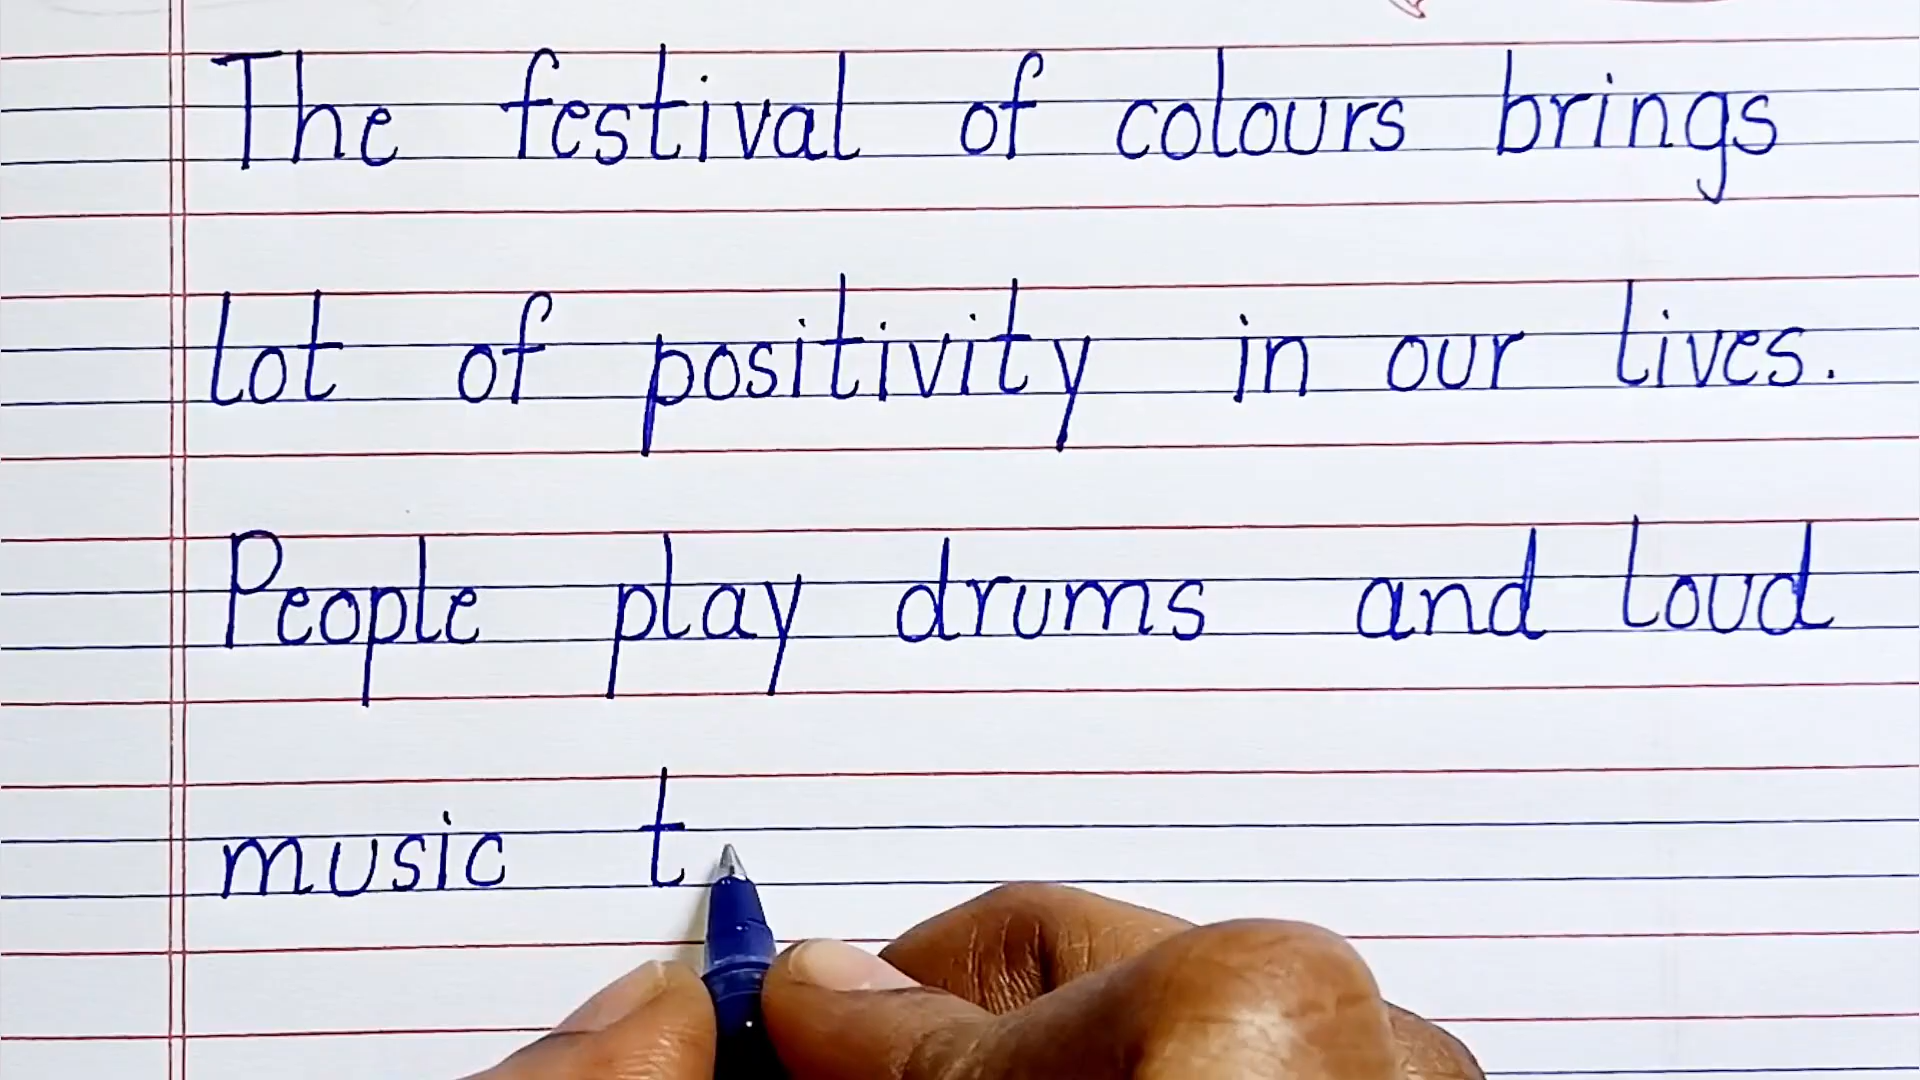 The festival of colours brings
lot of positivity in our lives.
People play drums and loud
music t